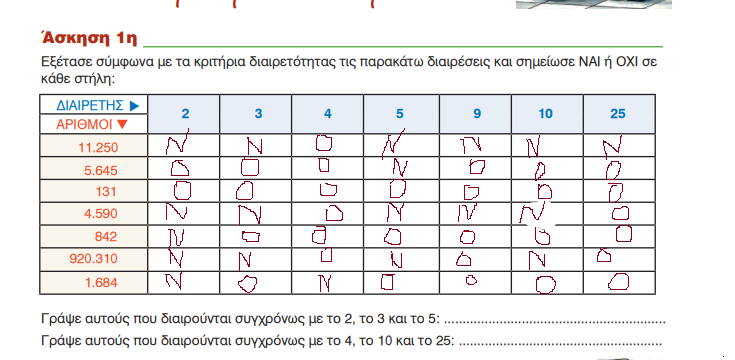 Άσκηση 1η
Εξέτασε σύμφωνα με τα κριτήρια διαιρετότητας τις παρακάτω διαιρέσεις και σημείωσε ΝΑΙ ή ΟΧΙ σε
κάθε στήλη:
ΔΙΑΙΡΕΤΗΣ ▶ 2 3 4 5 9 10 25
ΑΡΙΘΜΟΙ ▼
11.250 Ν Ν Ο Ν Ν Ν Ν
5.645 Ο Ο Ο Ν Ο Ο Ο
131 Ο Ο Ο Ο Ο Ο Ο
4.590 Ν Ν Ο Ν Ν Ν Ο
842 Ν Ο Ο Ο Ο Ο Ο
920.310 Ν Ν Ο Ν Ο Ν Ο
1.684 Ν Ο Ν Ο Ο Ο Ο
Γράψε αυτούς που διαιρούνται συγχρόνως με το 2, το 3 και το 5: ..........
Γράψε αυτούς που διαιρούνται συγχρόνως με το 4, το 10 και το 25: ..........